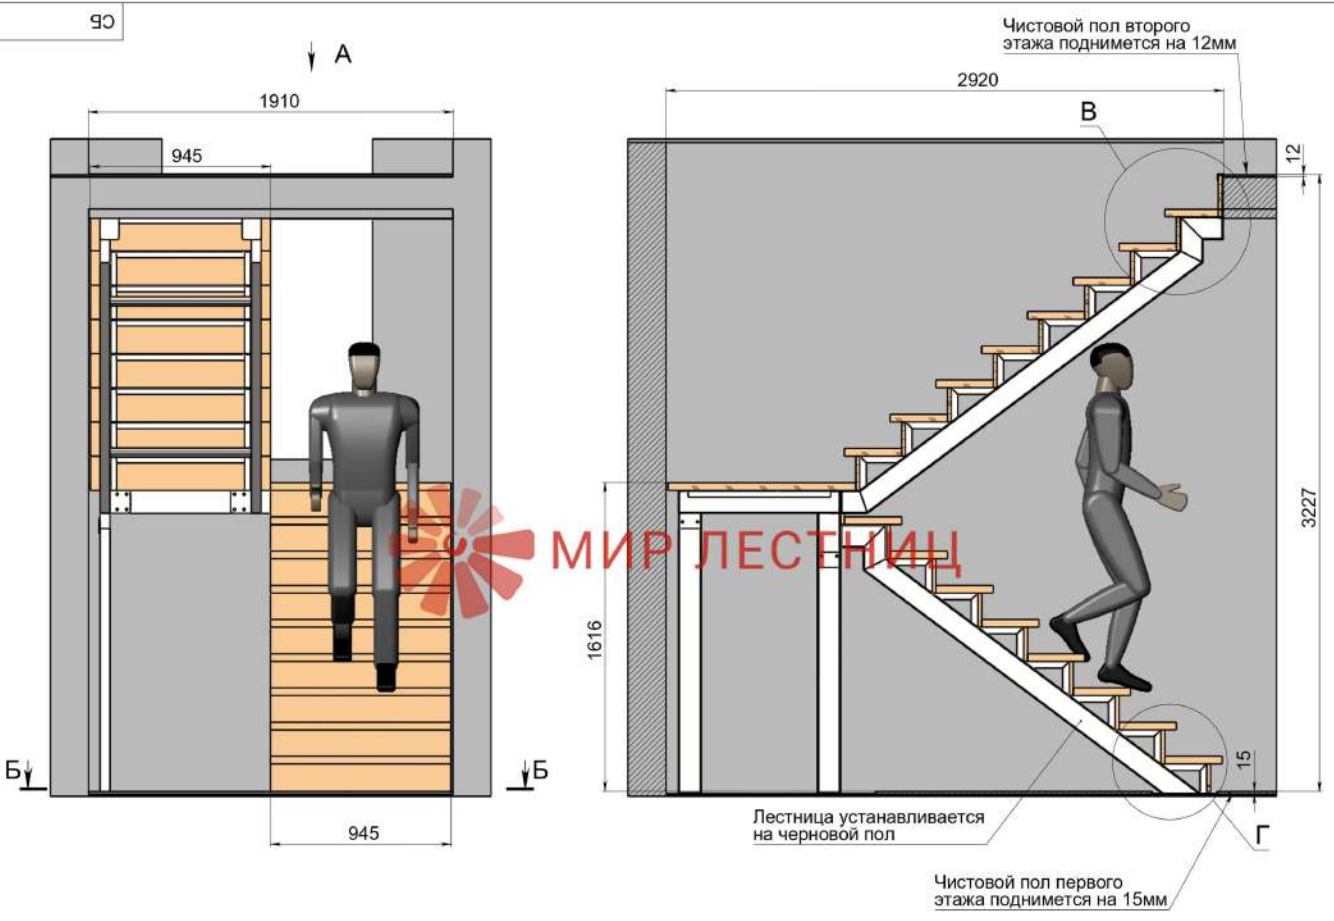 СБ
А
1910
945
Б
Б
945
Чистовой пол второго
этажа поднимется на 12мм
2920
В
12
3227
1616
МИР ЛЕСТНИЦ
15
Лестница устанавливается
на черновой пол
Г
Чистовой пол первого
этажа поднимется на 15мм